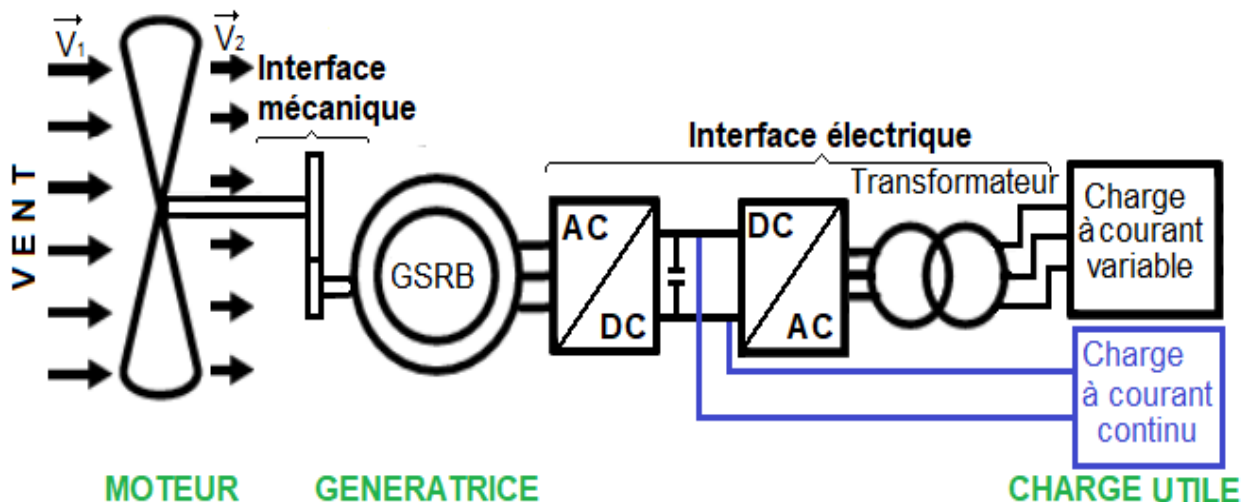 V1
V2
Interface
mécanique
Interface électrique
Transformateur
VENT
GSRB
AC
DC
DC
AC
Charge
à courant
variable
Charge
à courant
continu
MOTEUR
GENERATRICE
CHARGE UTILE